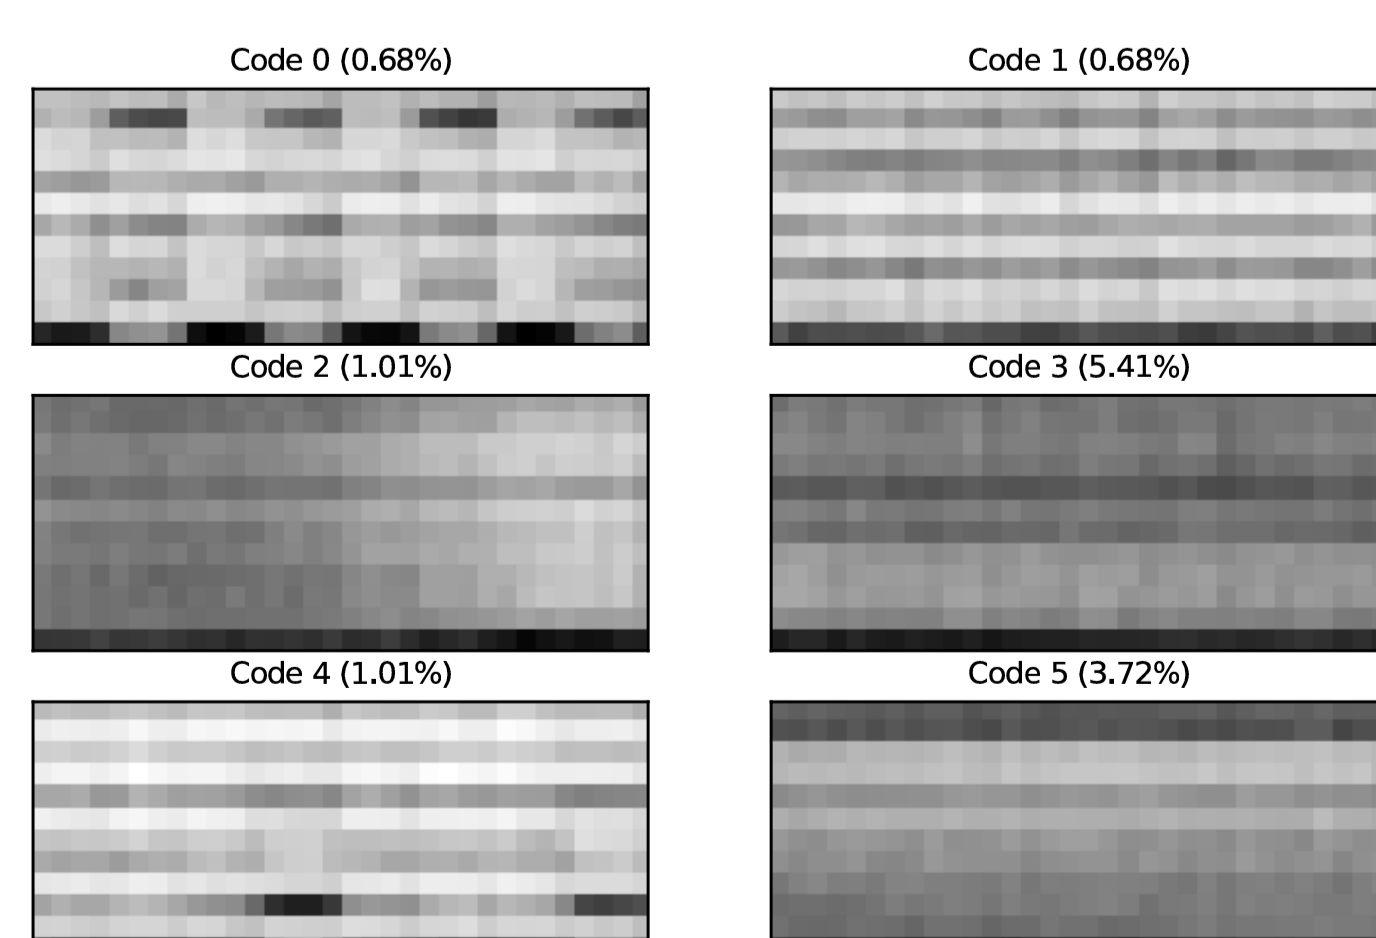 Code 0 (0.68%)
Code 1 (0.68%)
Code 2 (1.01%)
Code 3 (5.41%)
Code 4 (1.01%)
Code 5 (3.72%)